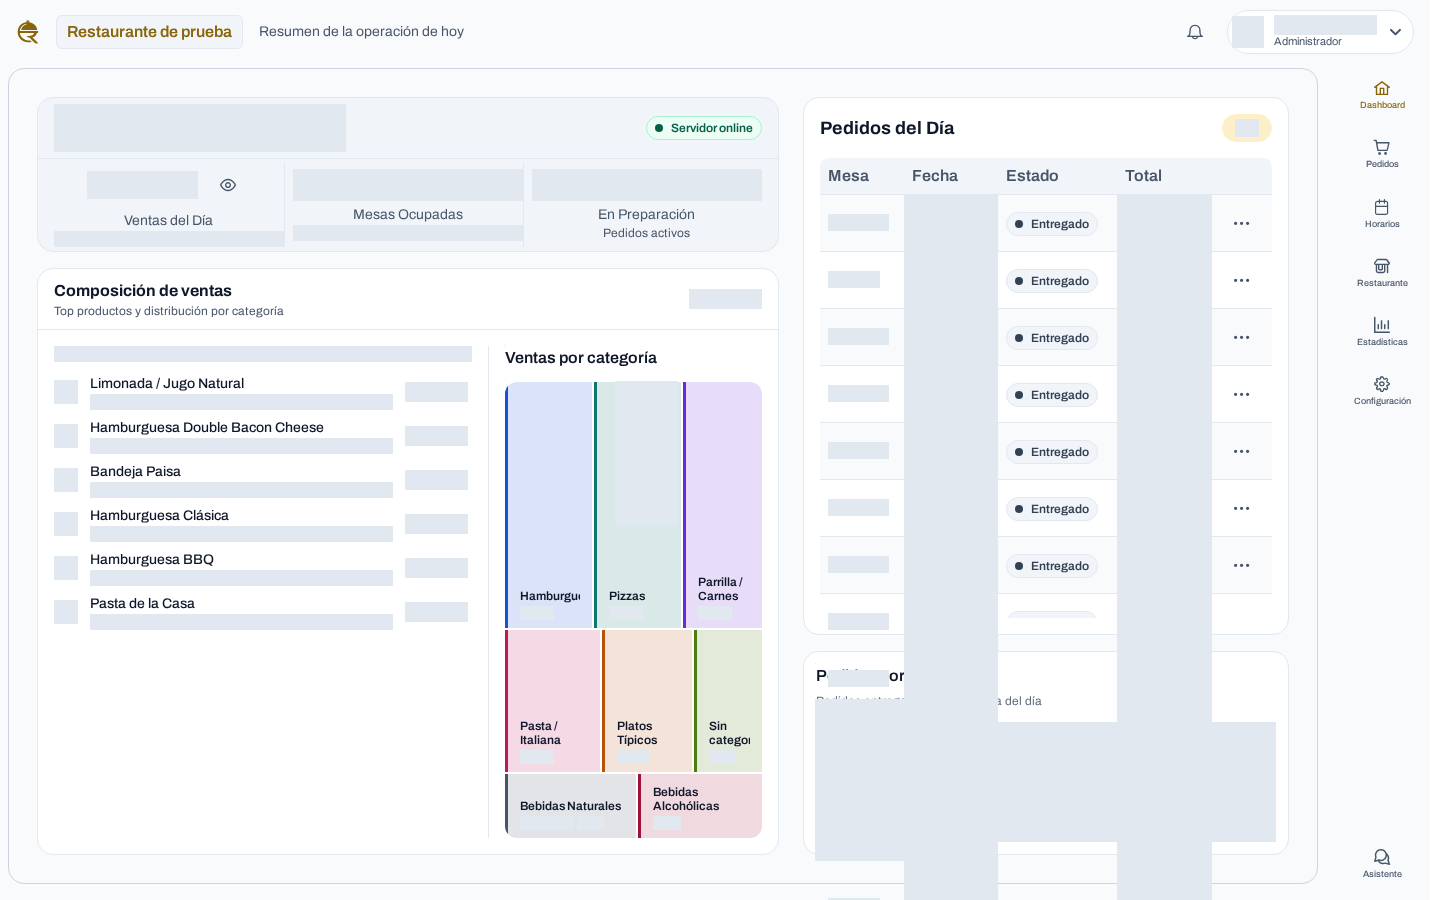 Restaurante de prueba
Resumen de la operación de hoy
Administrador
Servidor online
Ventas del Día
Mesas Ocupadas
En Preparación
Pedidos activos
Composición de ventas
Top productos y distribución por categoría
Limonada / Jugo Natural
Hamburguesa Double Bacon Cheese
Bandeja Paisa
Hamburguesa Clásica
Hamburguesa BBQ
Pasta de la Casa
Ventas por categoría
Pizzas
Parrilla /
Carnes
Pasta /
Italiana
Platos
Típicos
Sin
Bebidas Naturales
Bebidas
Alcohólicas
Pedidos del Día
Mesa Fecha Estado Total
Entregado
Entregado
Entregado
Entregado
Entregado
Entregado
Entregado
del día
Dashboard
Pedidos
Horarios
Restaurante
Estadísticas
Configuración
Asistente